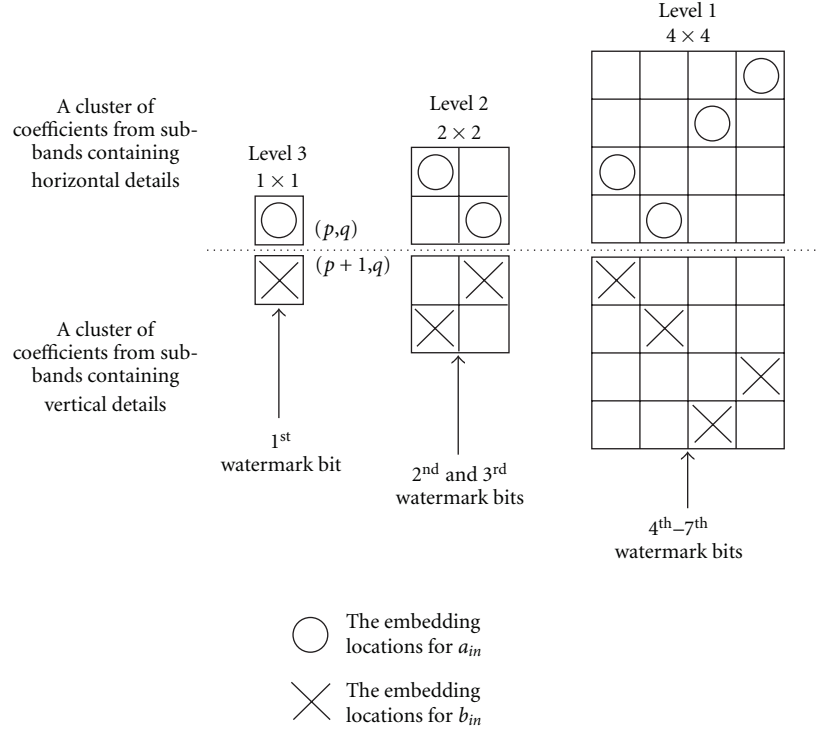 Level 1
4 × 4
A cluster of
coefficients from sub-
bands containing
horizontal details
Level 2
2 × 2
Level 3
1 × 1
(p,q)
(p + 1,q)
A cluster of
coefficients from sub-
bands containing
vertical details
1st
watermark bit
2nd and 3rd
watermark bits
4th–7th
watermark bits
The embedding
locations for ain
The embedding
locations for bin